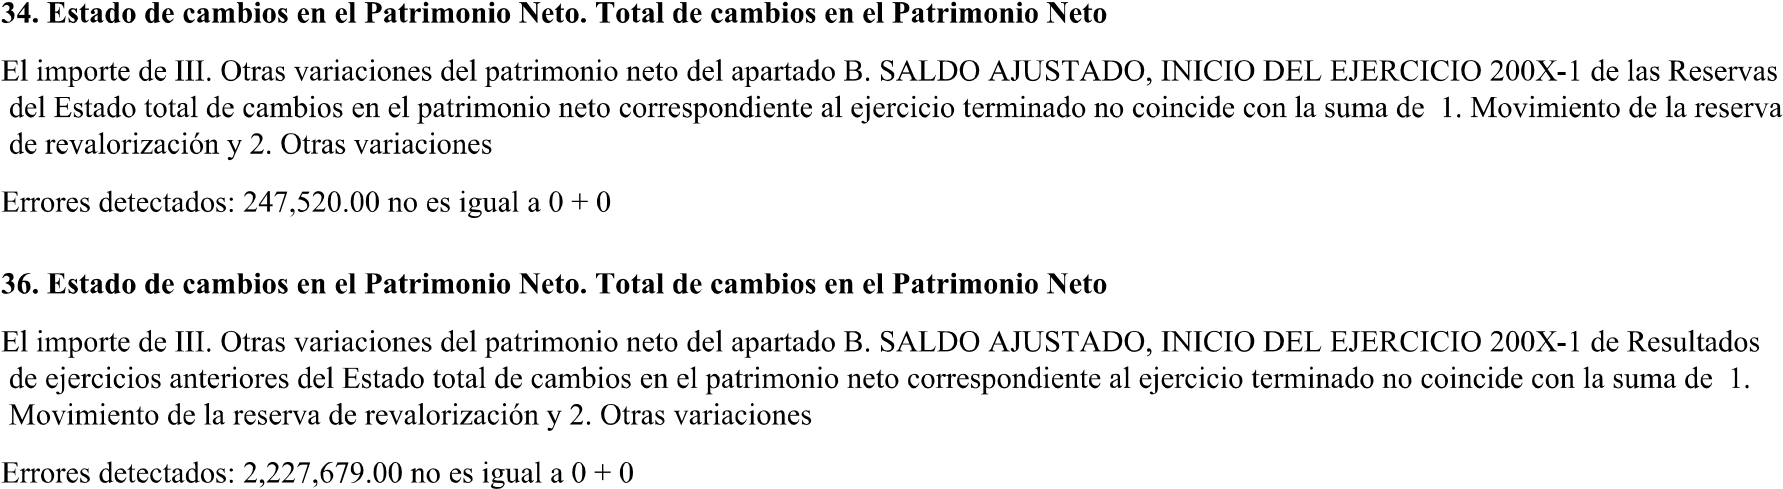 34. Estado de cambios en el Patrimonio Neto. Total de cambios en el Patrimonio Neto
El importe de III. Otras variaciones del patrimonio neto del apartado B. SALDO AJUSTADO, INICIO DEL EJERCICIO 200X-1 de las Reservas
del Estado total de cambios en el patrimonio neto correspondiente al ejercicio terminado no coincide con la suma de  1. Movimiento de la reserva
de revalorización y 2. Otras variaciones
Errores detectados: 247,520.00 no es igual a 0 + 0
36. Estado de cambios en el Patrimonio Neto. Total de cambios en el Patrimonio Neto
El importe de III. Otras variaciones del patrimonio neto del apartado B. SALDO AJUSTADO, INICIO DEL EJERCICIO 200X-1 de Resultados
de ejercicios anteriores del Estado total de cambios en el patrimonio neto correspondiente al ejercicio terminado no coincide con la suma de  1.
Movimiento de la reserva de revalorización y 2. Otras variaciones
Errores detectados: 2,227,679.00 no es igual a 0 + 0